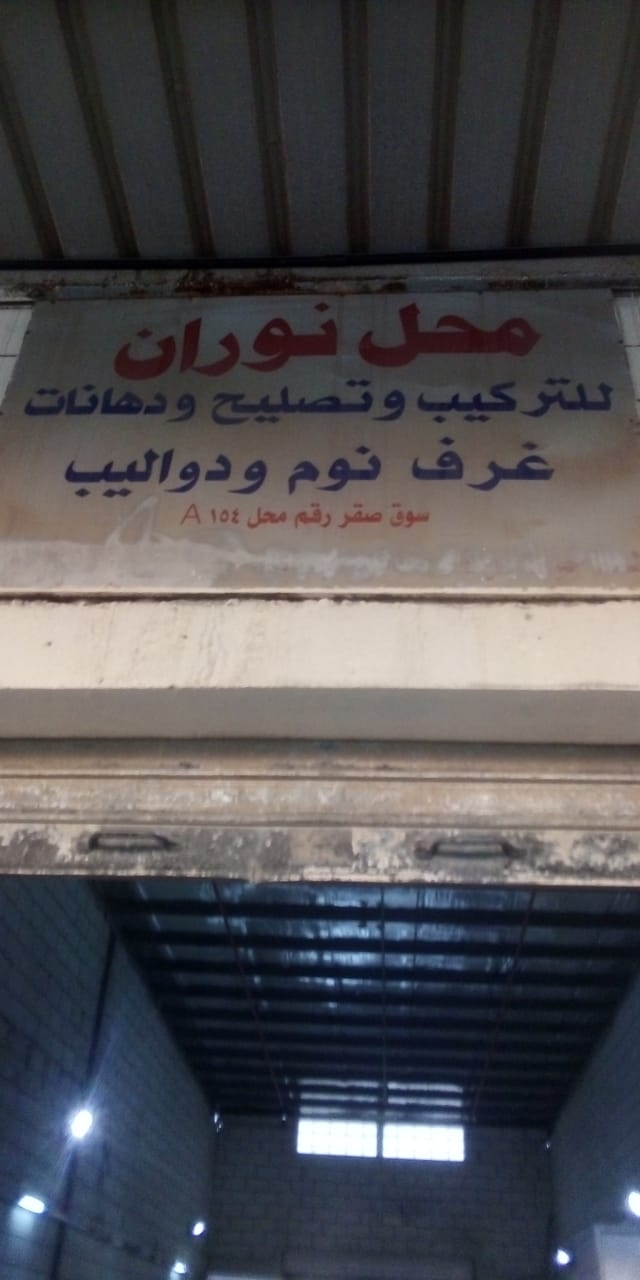 محل نوران
للتركيب وتصليح ودهانات
غرف نوم ودواليب
سوق صقر رقم محل ١٥٤ A